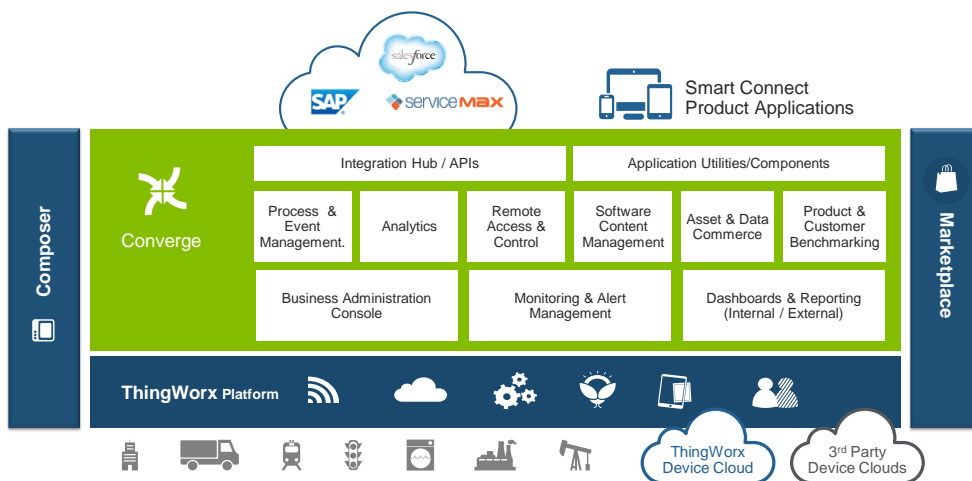 salesforce
SAP
servicemax
Smart Connect
Product Applications
Composer
Converge
Integration Hub / APIs
Application Utilities/Components
Process &
Event
Management.
Analytics
Remote
Access &
Control
Software
Content
Management
Asset & Data
Commerce
Product &
Customer
Benchmarking
Business Administration
Console
Monitoring & Alert
Management
Dashboards & Reporting
(Internal / External)
Marketplace
ThingWorx Platform
ThingWorx
Device Cloud
3rd Party
Device Clouds